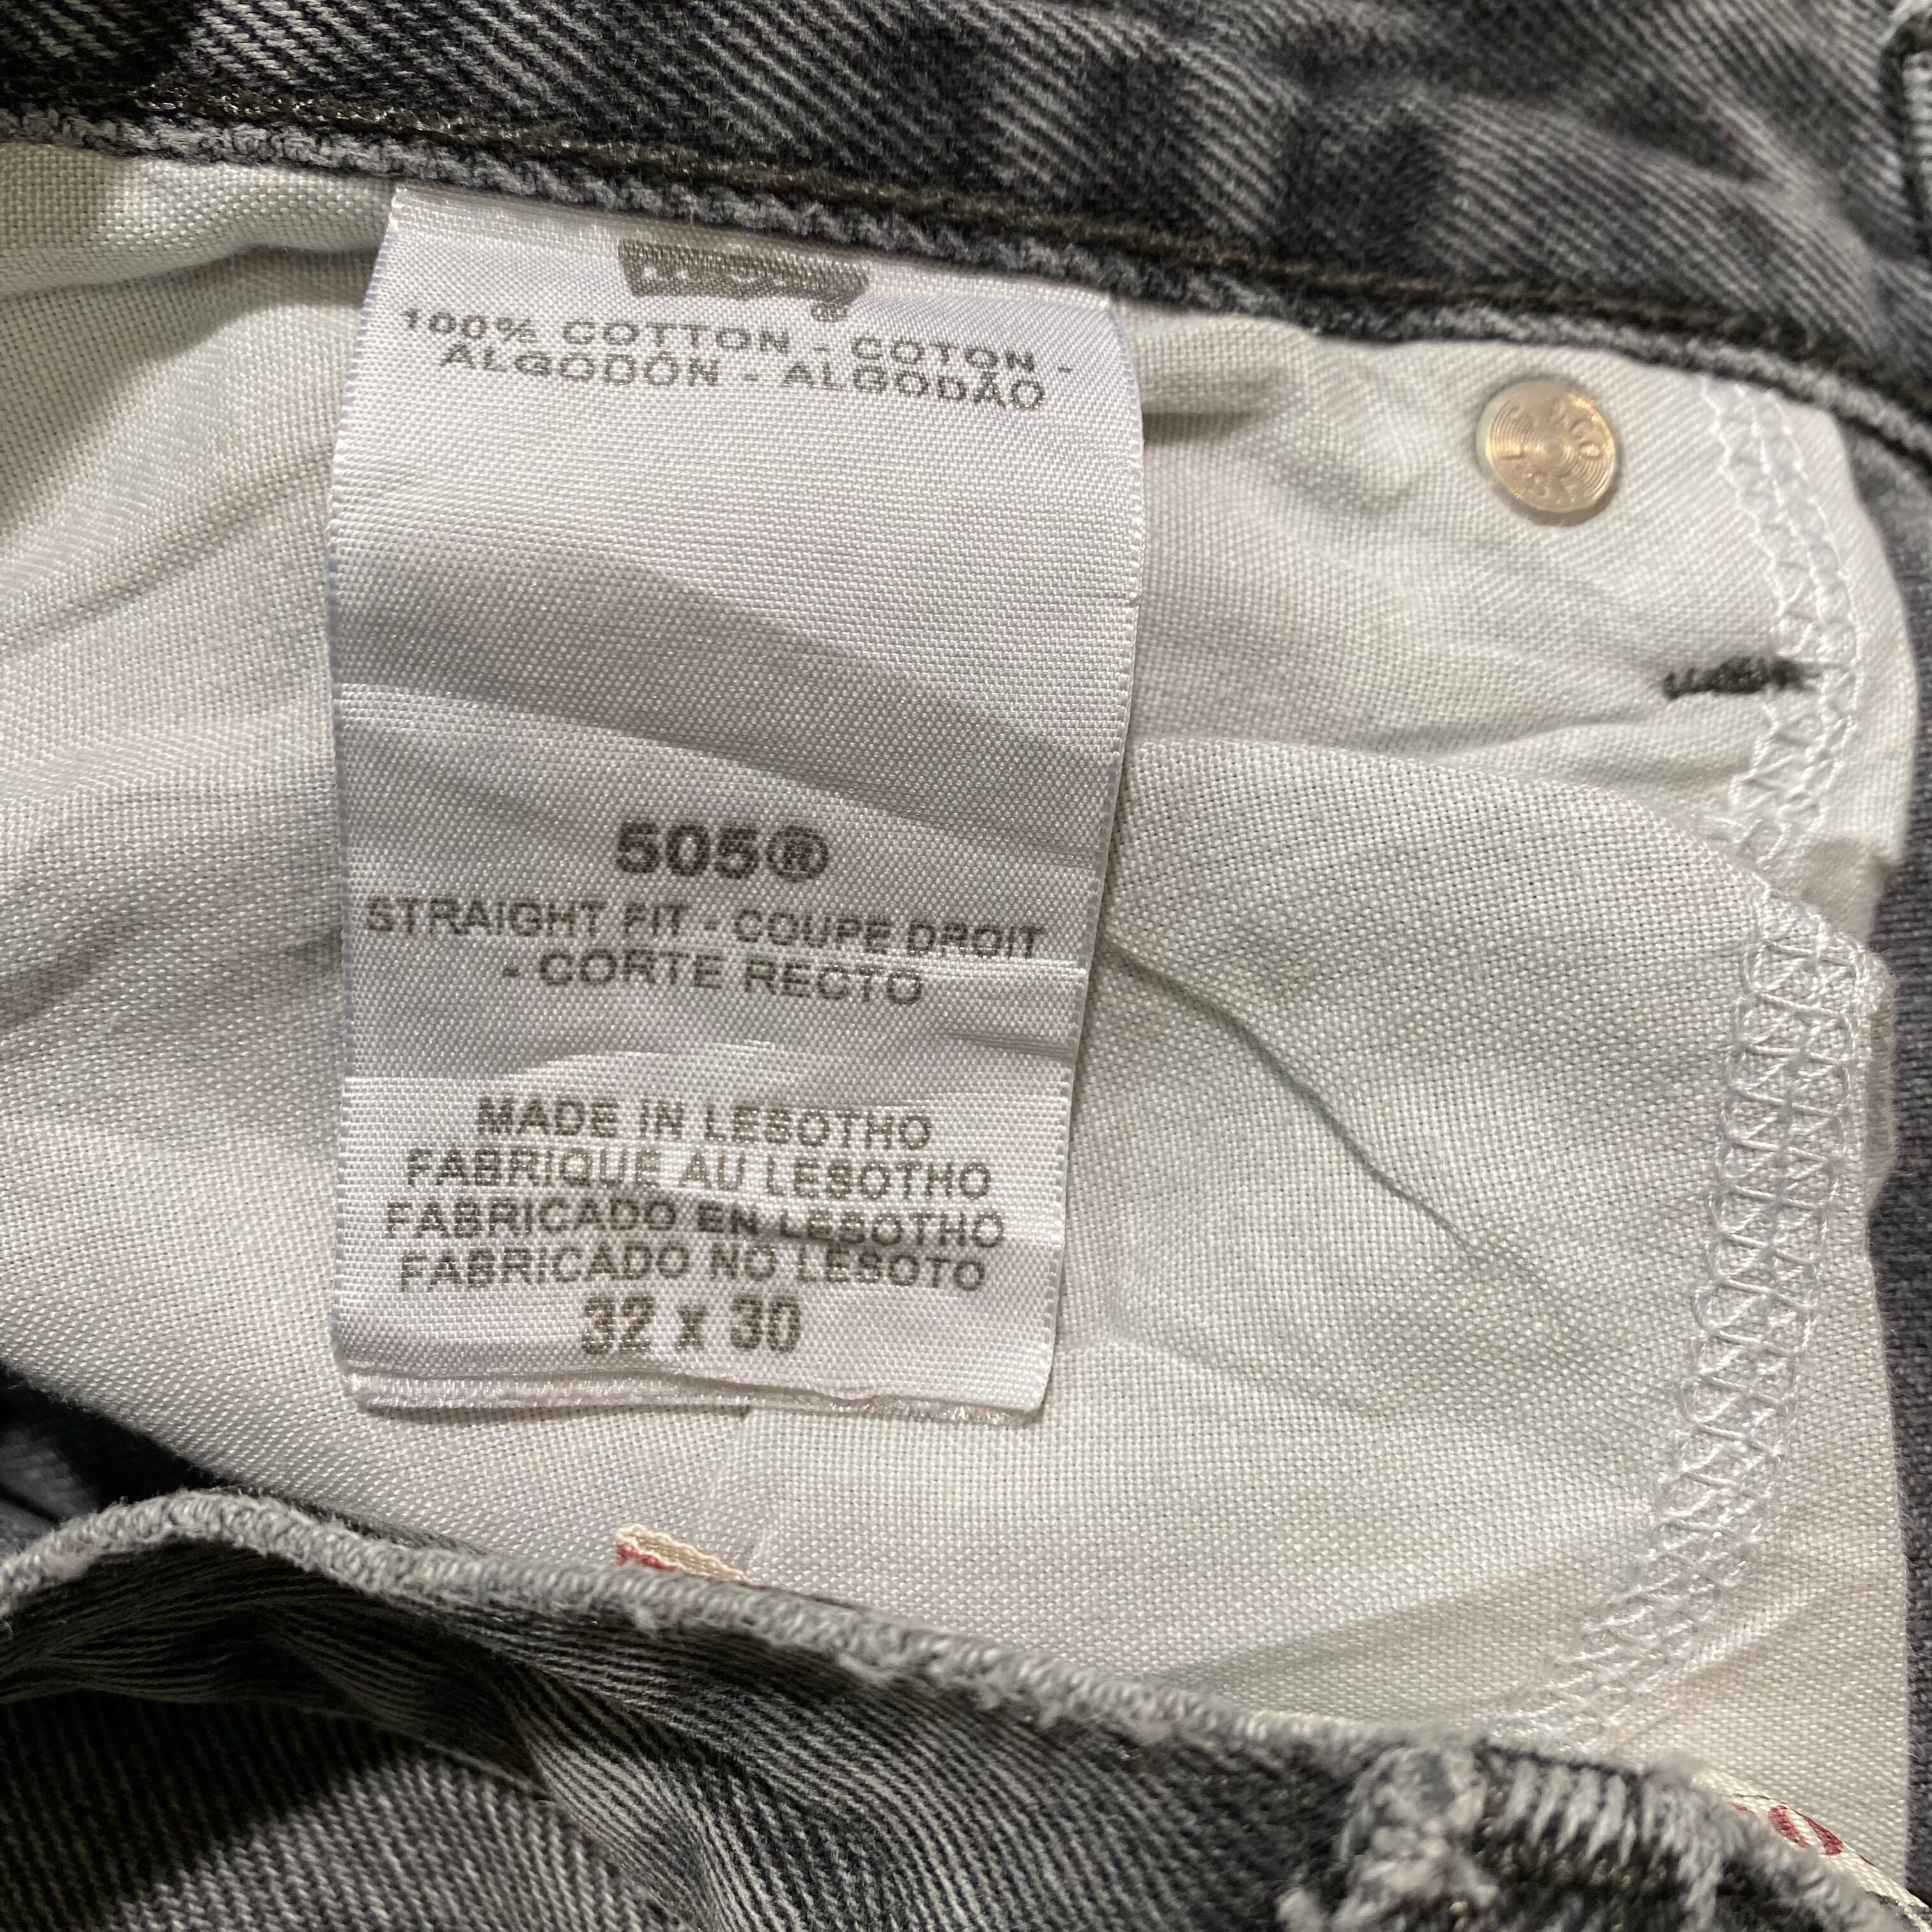 100% COTTON - COTON -
ALGODÓN - ALGODÃO
505®
STRAIGHT FIT - COUPE DROIT
- CORTE RECTO
MADE IN LESOTHO
FABRIQUÉ AU LESOTHO
FABRICADO EN LESOTHO
FABRICADO NO LESOTO
32 x 30